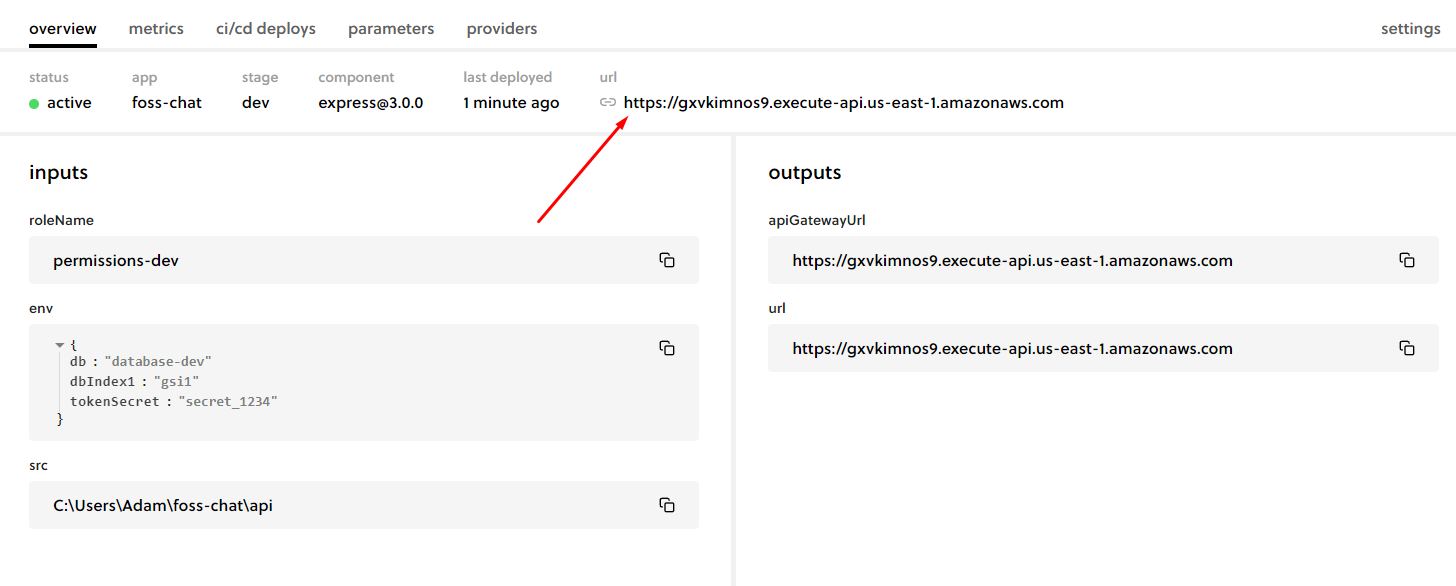 overview metrics ci/cd deploys parameters providers settings
status app stage component last deployed url
active foss-chat dev express@3.0.0 1 minute ago https://gxvkimnos9.execute-api.us-east-1.amazonaws.com
inputs
roleName
permissions-dev
env
{
db : "database-dev"
dbIndex1 : "gsi1"
tokenSecret : "secret_1234"
}
src
C:\Users\Adam\foss-chat\api
outputs
apiGatewayUrl
https://gxvkimnos9.execute-api.us-east-1.amazonaws.com
url
https://gxvkimnos9.execute-api.us-east-1.amazonaws.com